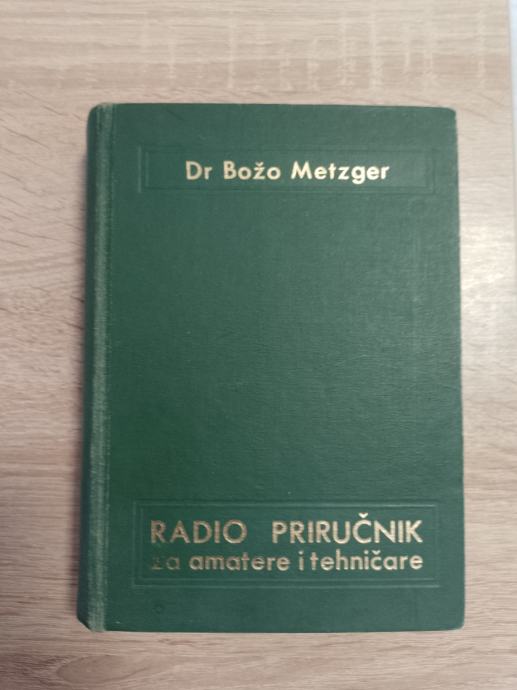 Dr Božo Metzger
RADIO PRIRUČNIK
za amatere i tehničare